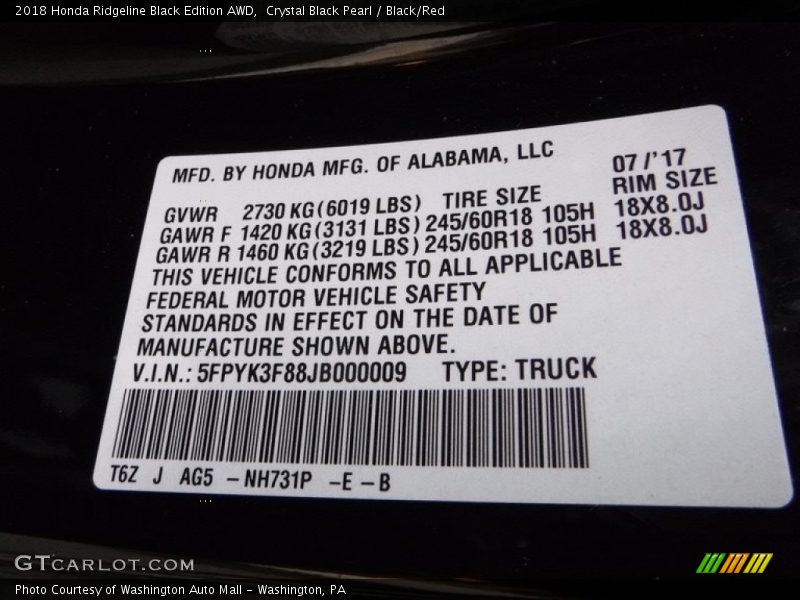 2018 Honda Ridgeline Black Edition AWD,  Crystal Black Pearl / Black/Red
MFD. BY HONDA MFG. OF ALABAMA, LLC 07/'17
GVWR 2730 KG(6019 LBS) TIRE SIZE RIM SIZE
GAWR F 1420 KG(3131 LBS) 245/60R18 105H 18X8.0J
GAWR R 1460 KG(3219 LBS) 245/60R18 105H 18X8.0J
THIS VEHICLE CONFORMS TO ALL APPLICABLE
FEDERAL MOTOR VEHICLE SAFETY
STANDARDS IN EFFECT ON THE DATE OF
MANUFACTURE SHOWN ABOVE.
V.I.N.: 5FPYK3F88JB000009 TYPE: TRUCK
T6Z J AG5 - NH731P - E - B
GTCARLOT.COM
Photo Courtesy of Washington Auto Mall - Washington, PA